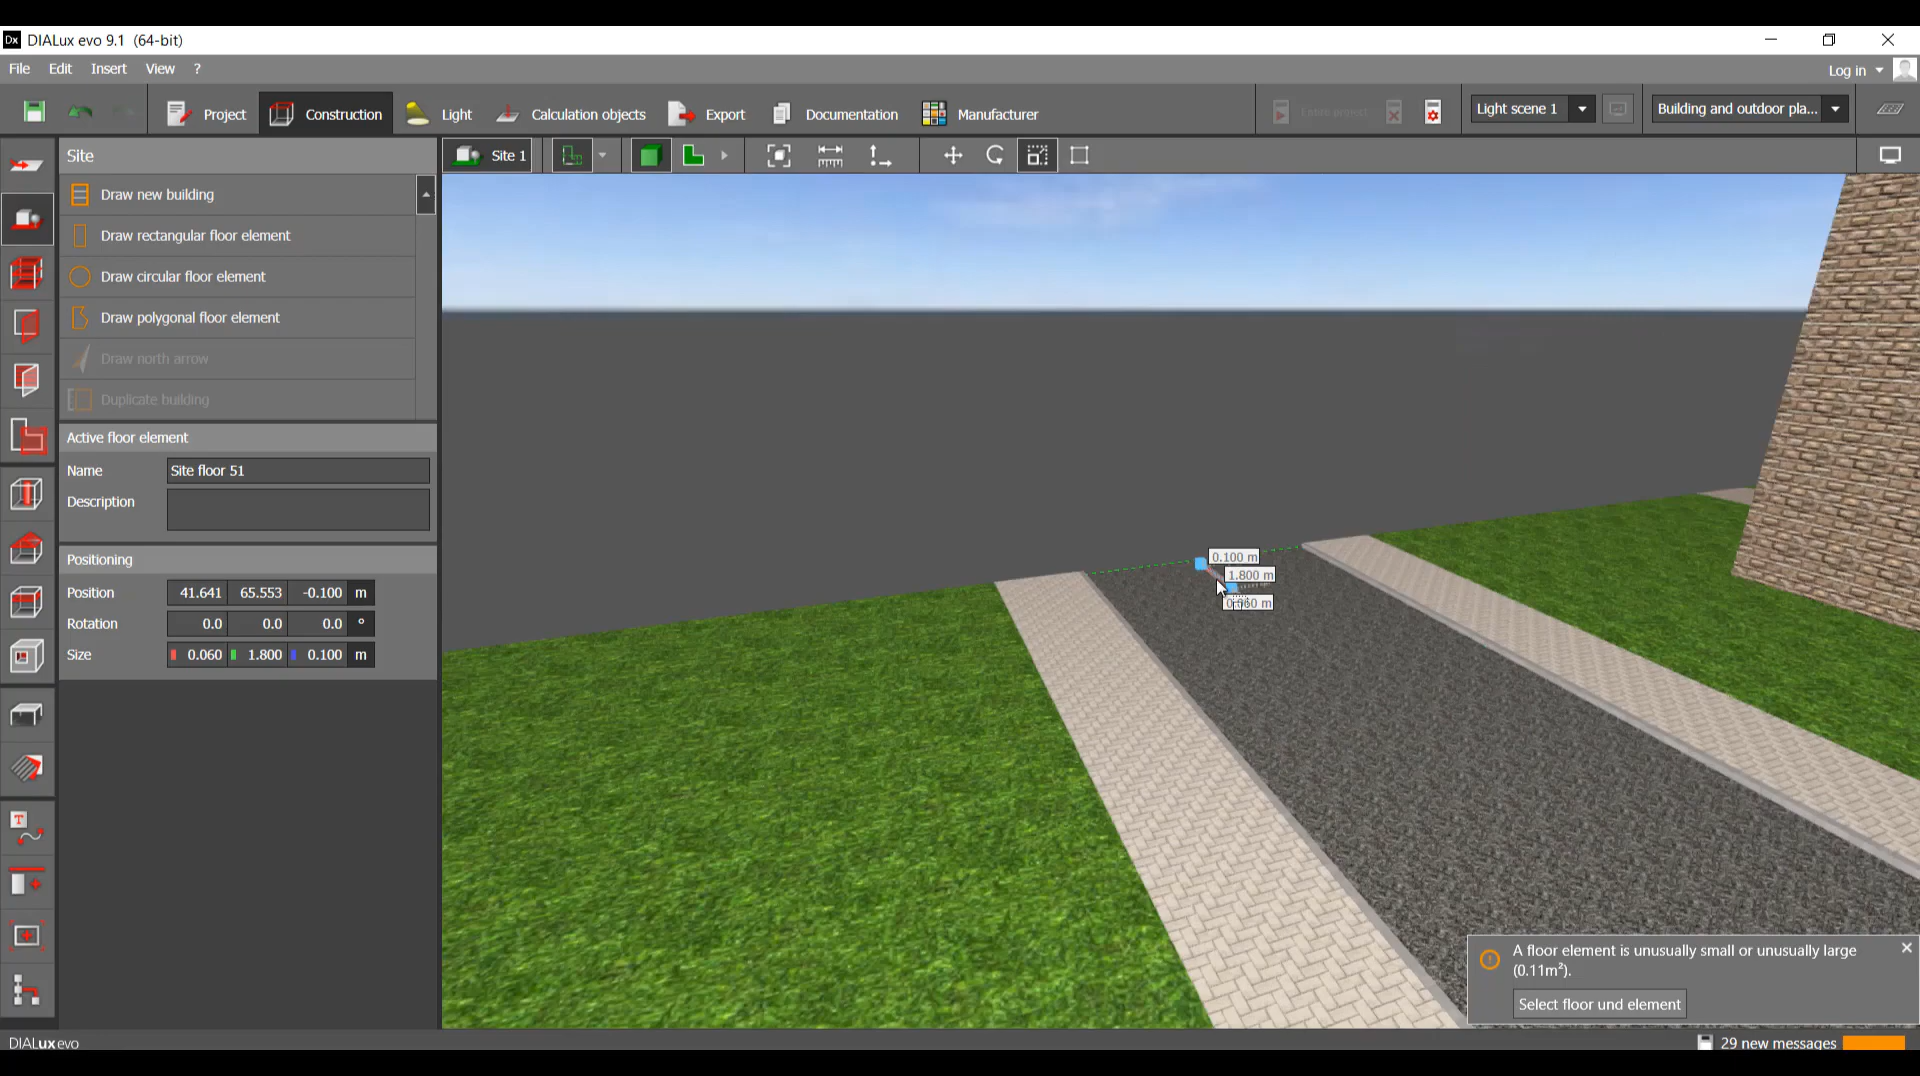 Dx DIALux evo 9.1 (64-bit)
File Edit Insert View ?
Log in
Project Construction Light Calculation objects Export Documentation Manufacturer
Entire project
Light scene 1
Building and outdoor pla...
Site
Site 1
Draw new building
Draw rectangular floor element
Draw circular floor element
Draw polygonal floor element
Draw north arrow
Duplicate building
Active floor element
Name Site floor 51
Description
Positioning
Position 41.641 65.553 -0.100 m
Rotation 0.0 0.0 0.0 °
Size 0.060 1.800 0.100 m
0.100 m
1.800 m
0.060 m
A floor element is unusually small or unusually large
(0.11m²).
Select floor und element
DIALux evo
29 new messages